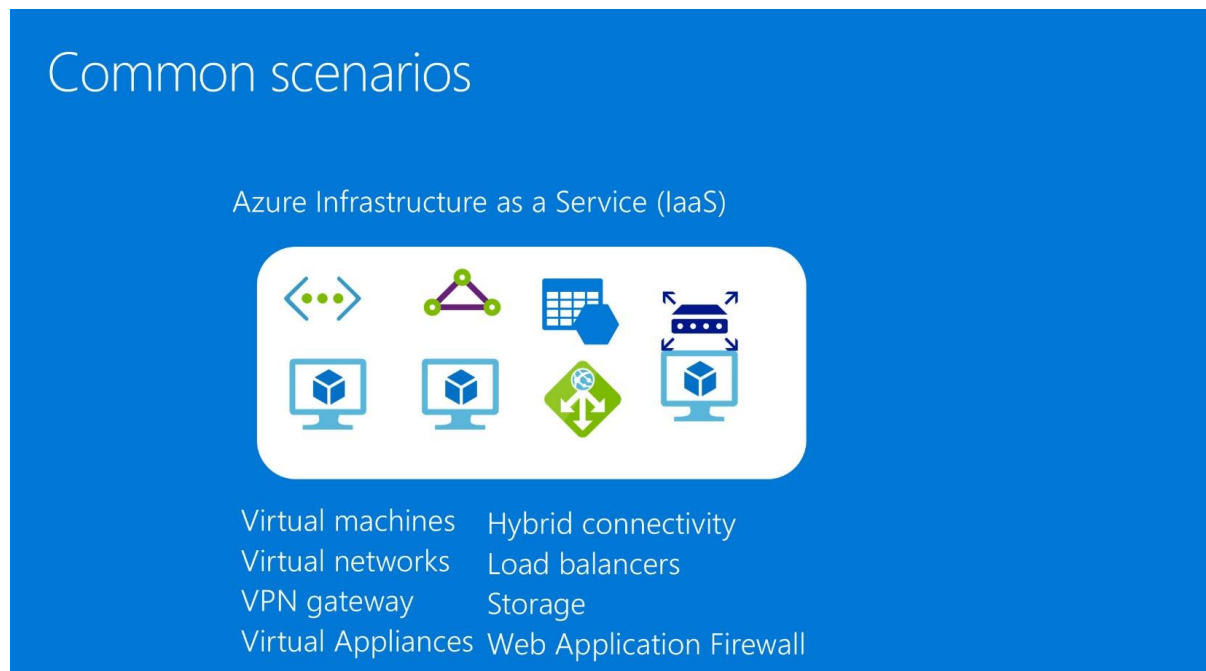 Common scenarios
Azure Infrastructure as a Service (IaaS)
Virtual machines
Virtual networks
VPN gateway
Virtual Appliances
Hybrid connectivity
Load balancers
Storage
Web Application Firewall